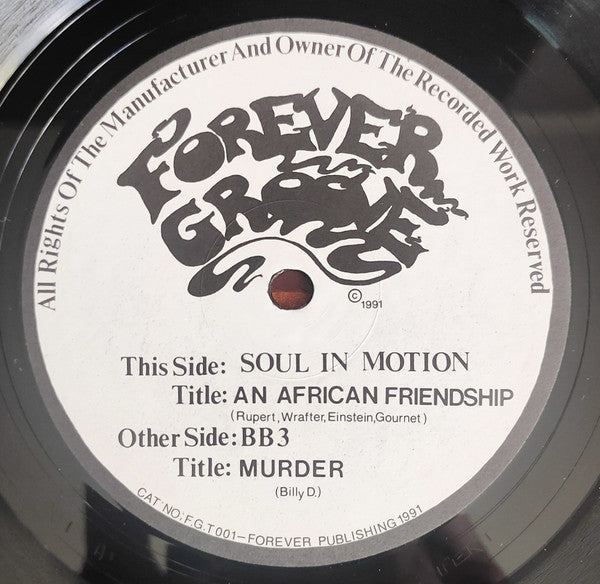 All Rights Of The Manufacturer And Owner Of The Recorded Work Reserved
FOREVER
GROOVE
© 1991
This Side: SOUL IN MOTION
Title: AN AFRICAN FRIENDSHIP
(Rupert, Wrafter, Einstein, Gournet)
Other Side: BB3
Title: MURDER
(Billy D.)
CAT NO: F.G.T 001-FOREVER PUBLISHING 1991